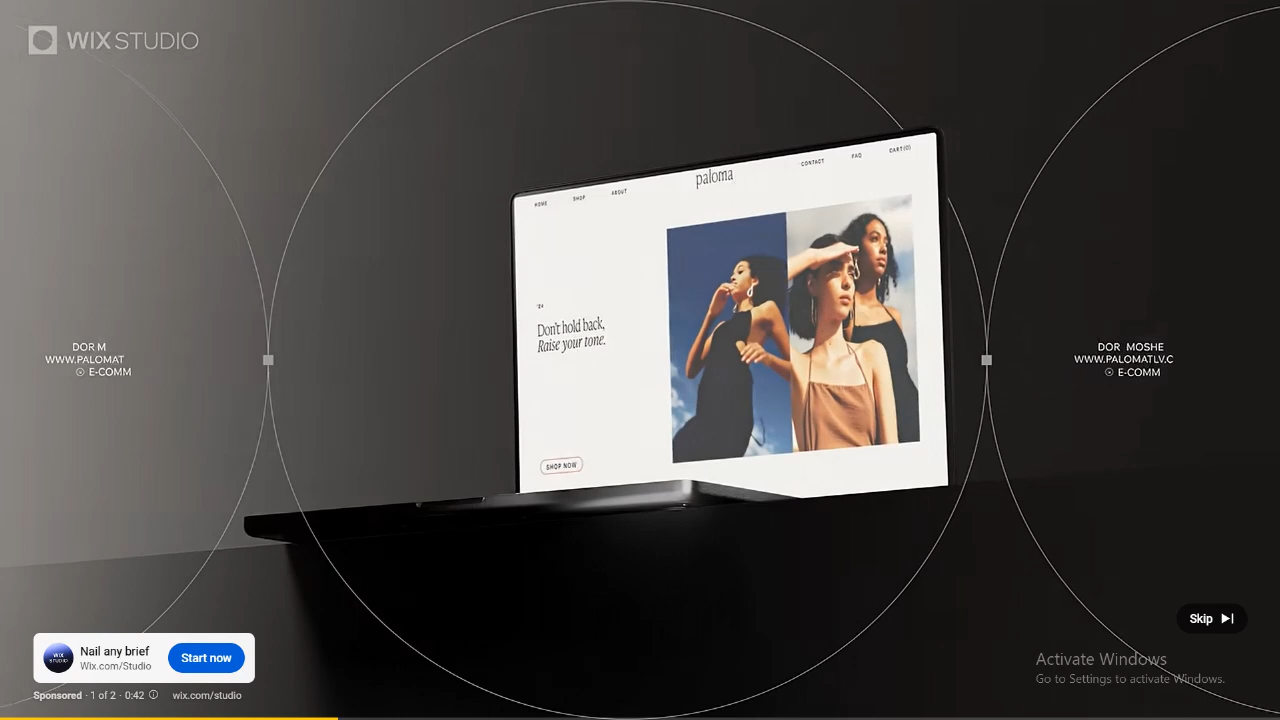 WIX STUDIO
HOME
SHOP
ABOUT
paloma
CONTACT
FAQ
CART(0)
'24
Don't hold back,
Raise your tone.
SHOP NOW
DOR M
WWW.PALOMAT
E-COMM
DOR MOSHE
WWW.PALOMATLV.C
E-COMM
Skip
WIX
STUDIO
Nail any brief
Wix.com/Studio
Start now
Sponsored · 1 of 2 · 0:42
wix.com/studio
Activate Windows
Go to Settings to activate Windows.